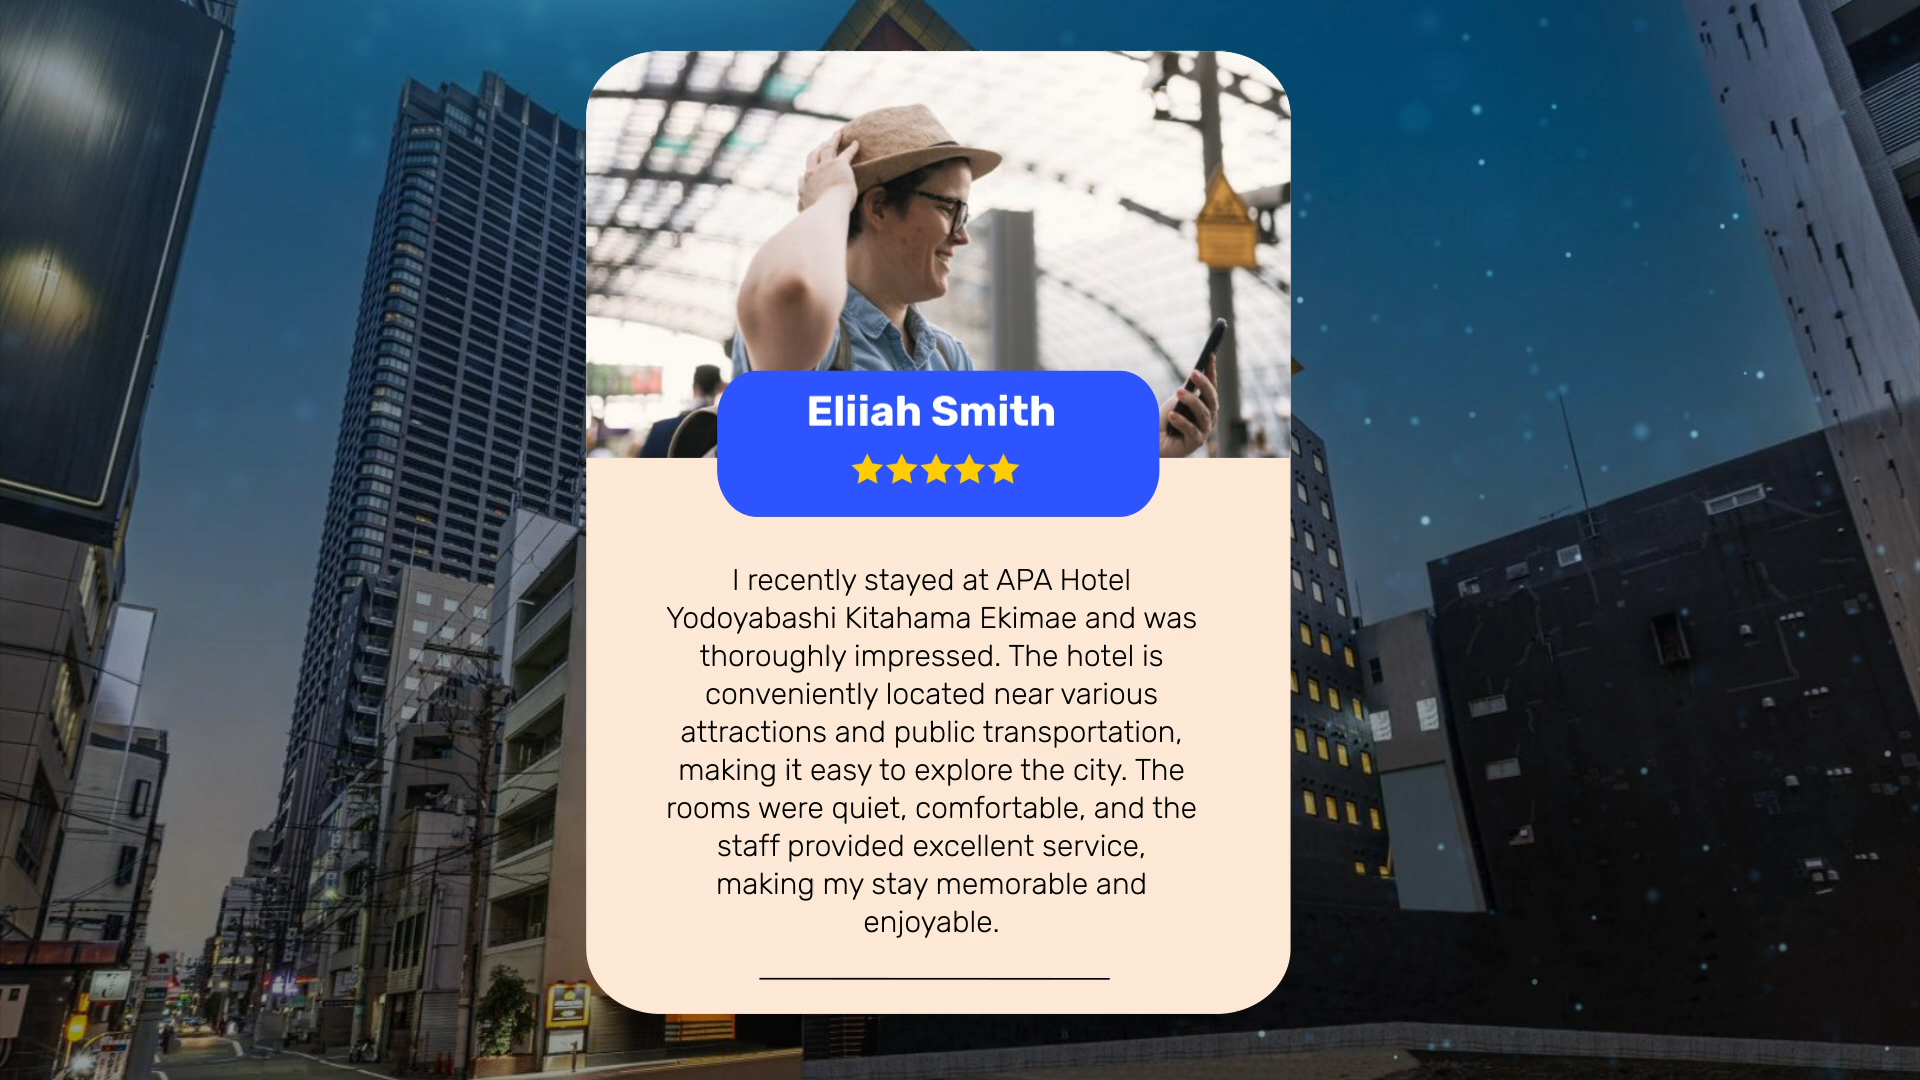 Eliiah Smith
I recently stayed at APA Hotel
Yodoyabashi Kitahama Ekimae and was
thoroughly impressed. The hotel is
conveniently located near various
attractions and public transportation,
making it easy to explore the city. The
rooms were quiet, comfortable, and the
staff provided excellent service,
making my stay memorable and
enjoyable.